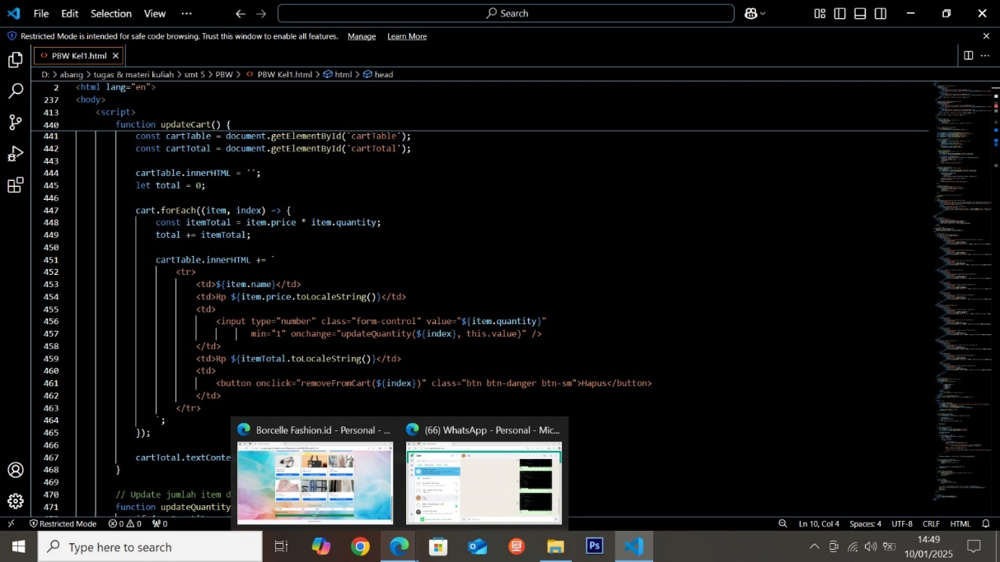 File Edit Selection View ··· Search
Restricted Mode is intended for safe code browsing. Trust this window to enable all features. Manage Learn More
PBW Kel1.html
D: > abang > tugas & materi kuliah > smt 5 > PBW > PBW Kel1.html > html > head
2 <html lang="en">
237 <body>
413 <script>
440 function updateCart() {
441 const cartTable = document.getElementById('cartTable');
442 const cartTotal = document.getElementById('cartTotal');
443
444 cartTable.innerHTML = '';
445 let total = 0;
446
447 cart.forEach((item, index) => {
448 const itemTotal = item.price * item.quantity;
449 total += itemTotal;
450
451 cartTable.innerHTML += `
452 <tr>
453 <td>${item.name}</td>
454 <td>Rp ${item.price.toLocaleString()}</td>
455 <td>
456 <input type="number" class="form-control" value="${item.quantity}"
457 min="1" onchange="updateQuantity(${index}, this.value)" />
458 </td>
459 <td>Rp ${itemTotal.toLocaleString()}</td>
460 <td>
461 <button onclick="removeFromCart(${index})" class="btn btn-danger btn-sm">Hapus</button>
462 </td>
463 </tr>
464 `;
465 });
466
467 cartTotal.textConte
468 }
469
470 // Update jumlah item d
471 function updateQuantity
Borcelle Fashion.id - Personal - ...
(66) WhatsApp - Personal - Mic...
Restricted Mode 0 0 0 Ln 10, Col 4 Spaces: 4 UTF-8 CRLF HTML
Type here to search
Ps
14:49
10/01/2025